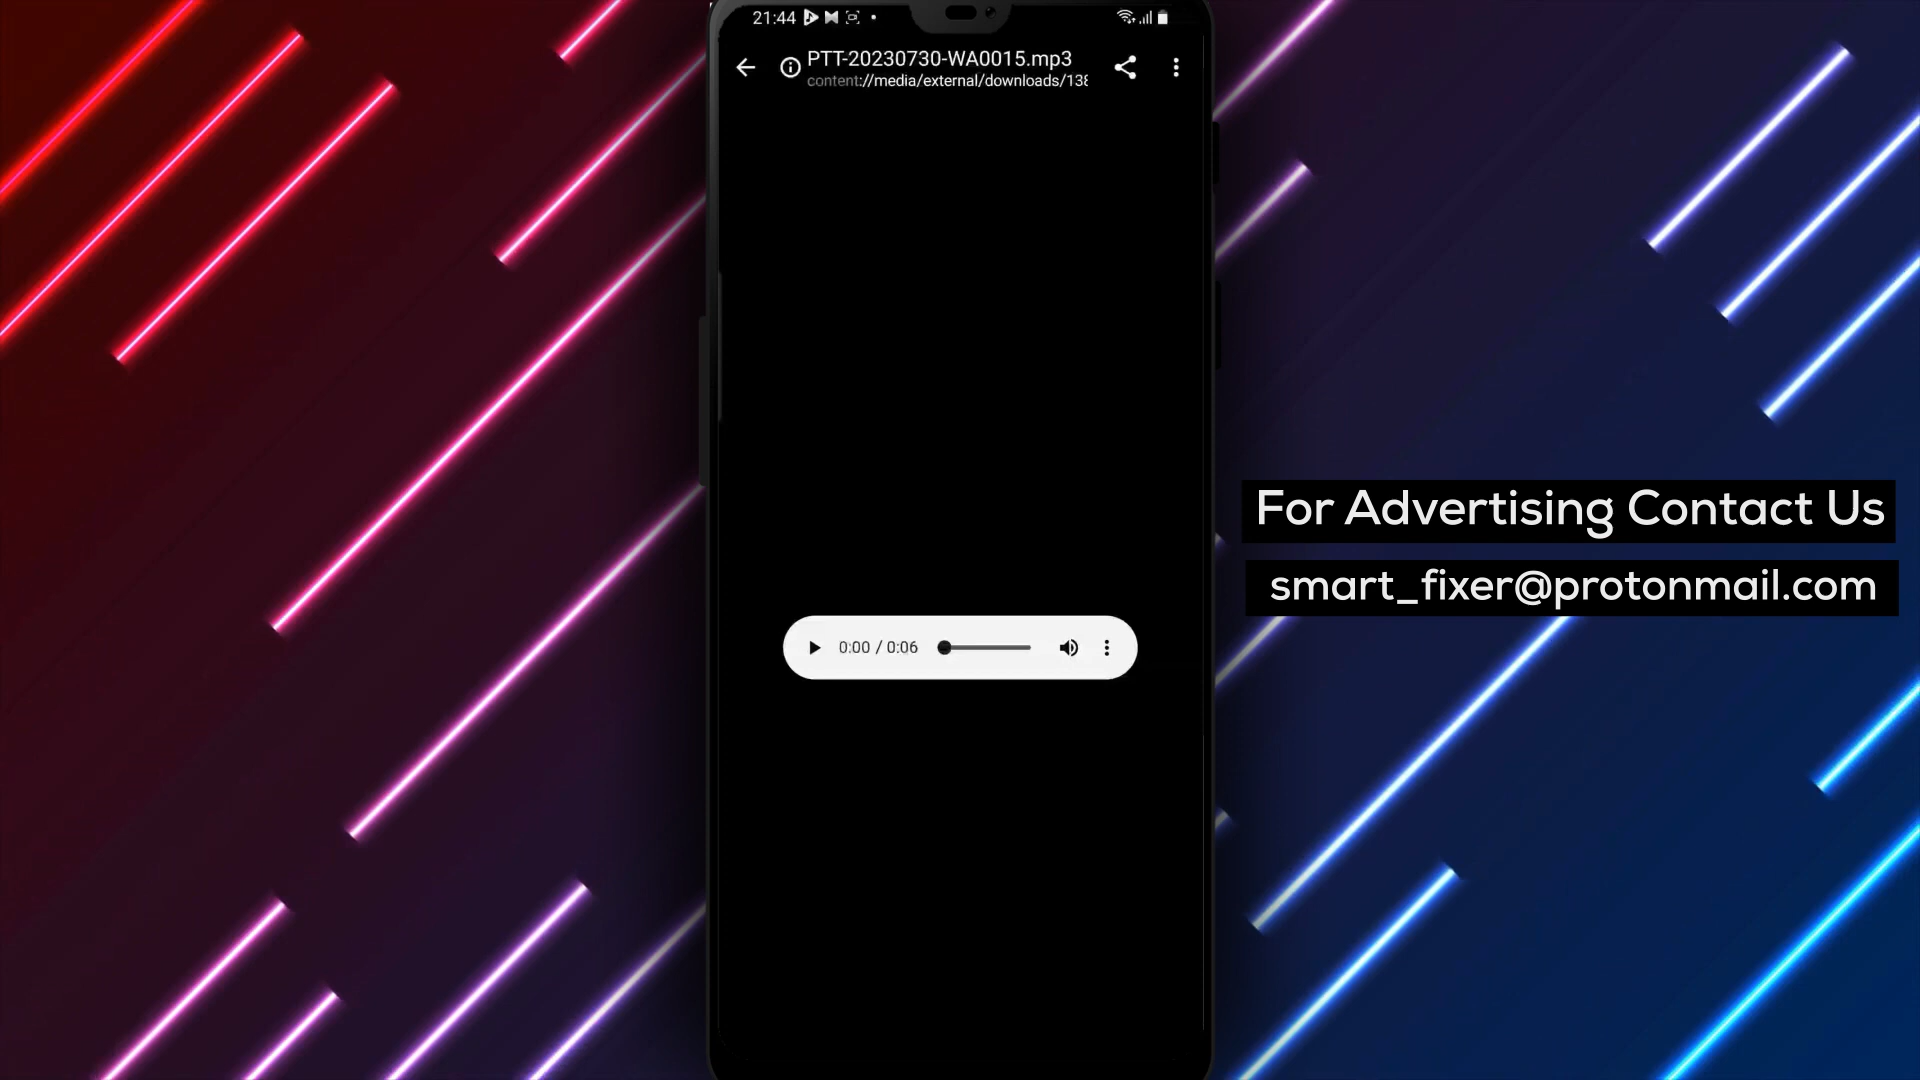 21:44
PTT-20230730-WA0015.mp3
content://media/external/downloads/138
0:00 / 0:06
For Advertising Contact Us
smart_fixer@protonmail.com